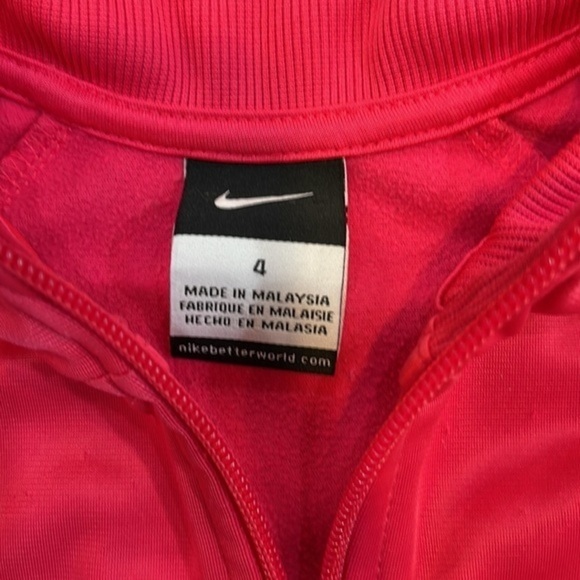 4
MADE IN MALAYSIA
FABRIQUE EN MALAISIE
HECHO EN MALASIA
nikebetterworld.com